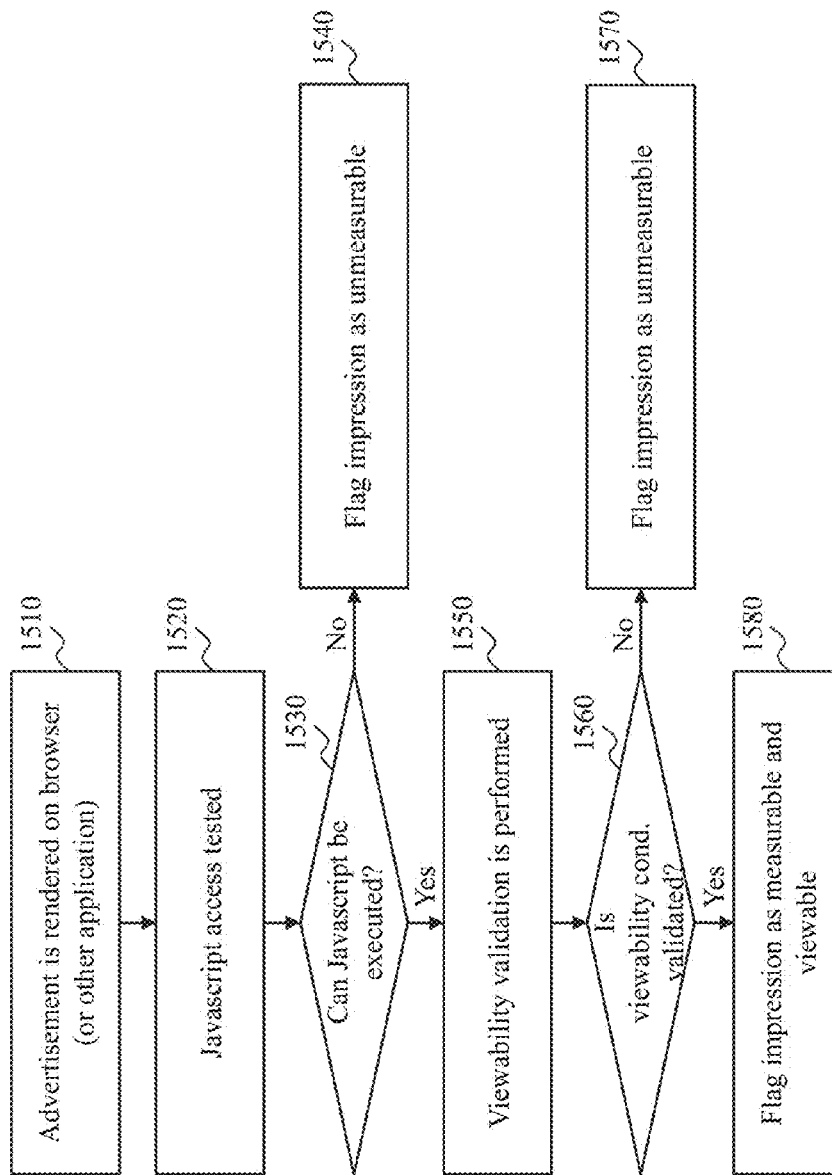 1510
Advertisement is rendered on browser
(or other application)
1520
Javascript access tested
1530
Can Javascript be
executed?
No
1540
Flag impression as unmeasurable
Yes
1550
Viewability validation is performed
1560
Is
viewability cond.
validated?
No
1570
Flag impression as unmeasurable
Yes
1580
Flag impression as measurable and
viewable